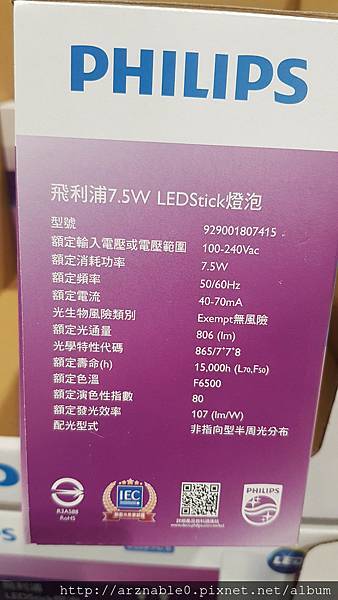 PHILIPS
飛利浦7.5W LEDStick燈泡
型號 929001807415
額定輸入電壓或電壓範圍 100-240Vac
額定消耗功率 7.5W
額定頻率 50/60Hz
額定電流 40-70mA
光生物風險類別 Exempt無風險
額定光通量 806 (lm)
光學特性代碼 865/7*7*8
額定壽命(h) 15,000h (L70,F50)
額定色溫 F6500
額定演色性指數 80
額定發光效率 107 (lm/W)
配光型式 非指向型半周光分布
R3A588
RoHS
IEC
PHILIPS
飛利浦
http://arznable0.pixnet.net/album